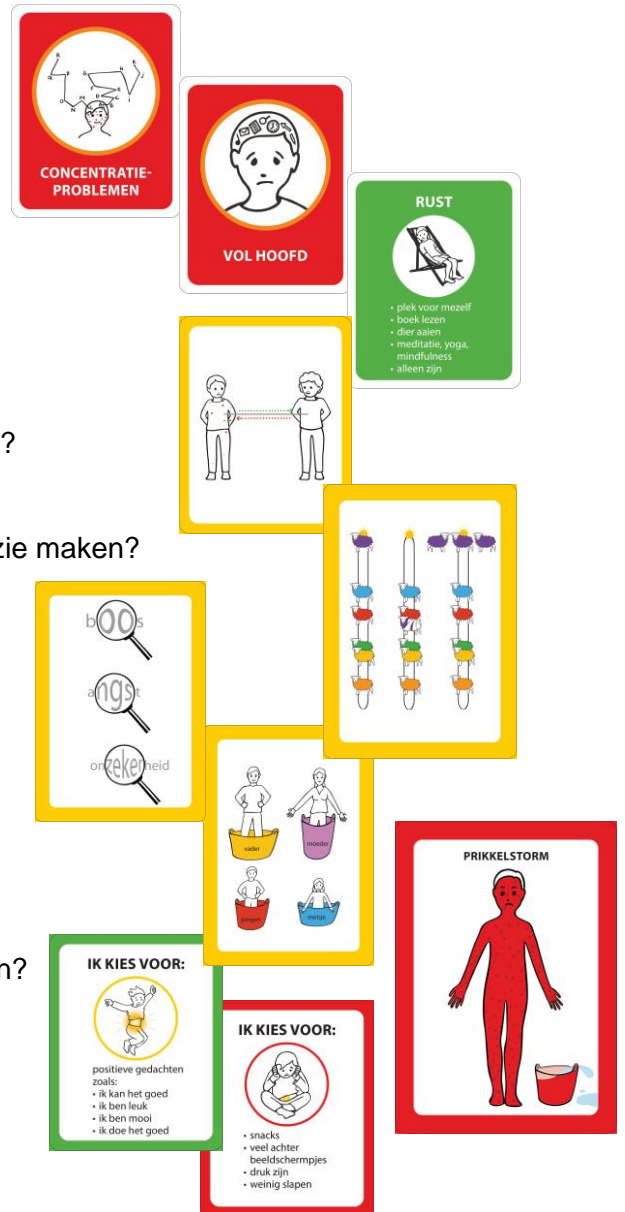 CONCENTRATIE-
PROBLEMEN
VOL HOOFD
RUST
• plek voor mezelf
• boek lezen
• dier aaien
• meditatie, yoga,
mindfulness
• alleen zijn
?
zie maken?
boos
angst
onzekerheid
vader
moeder
jongen
meisje
PRIKKELSTORM
n?
IK KIES VOOR:
positieve gedachten
zoals:
• ik kan het goed
• ik ben leuk
• ik ben mooi
• ik doe het goed
IK KIES VOOR:
• snacks
• veel achter
beeldschermpjes
• druk zijn
• weinig slapen